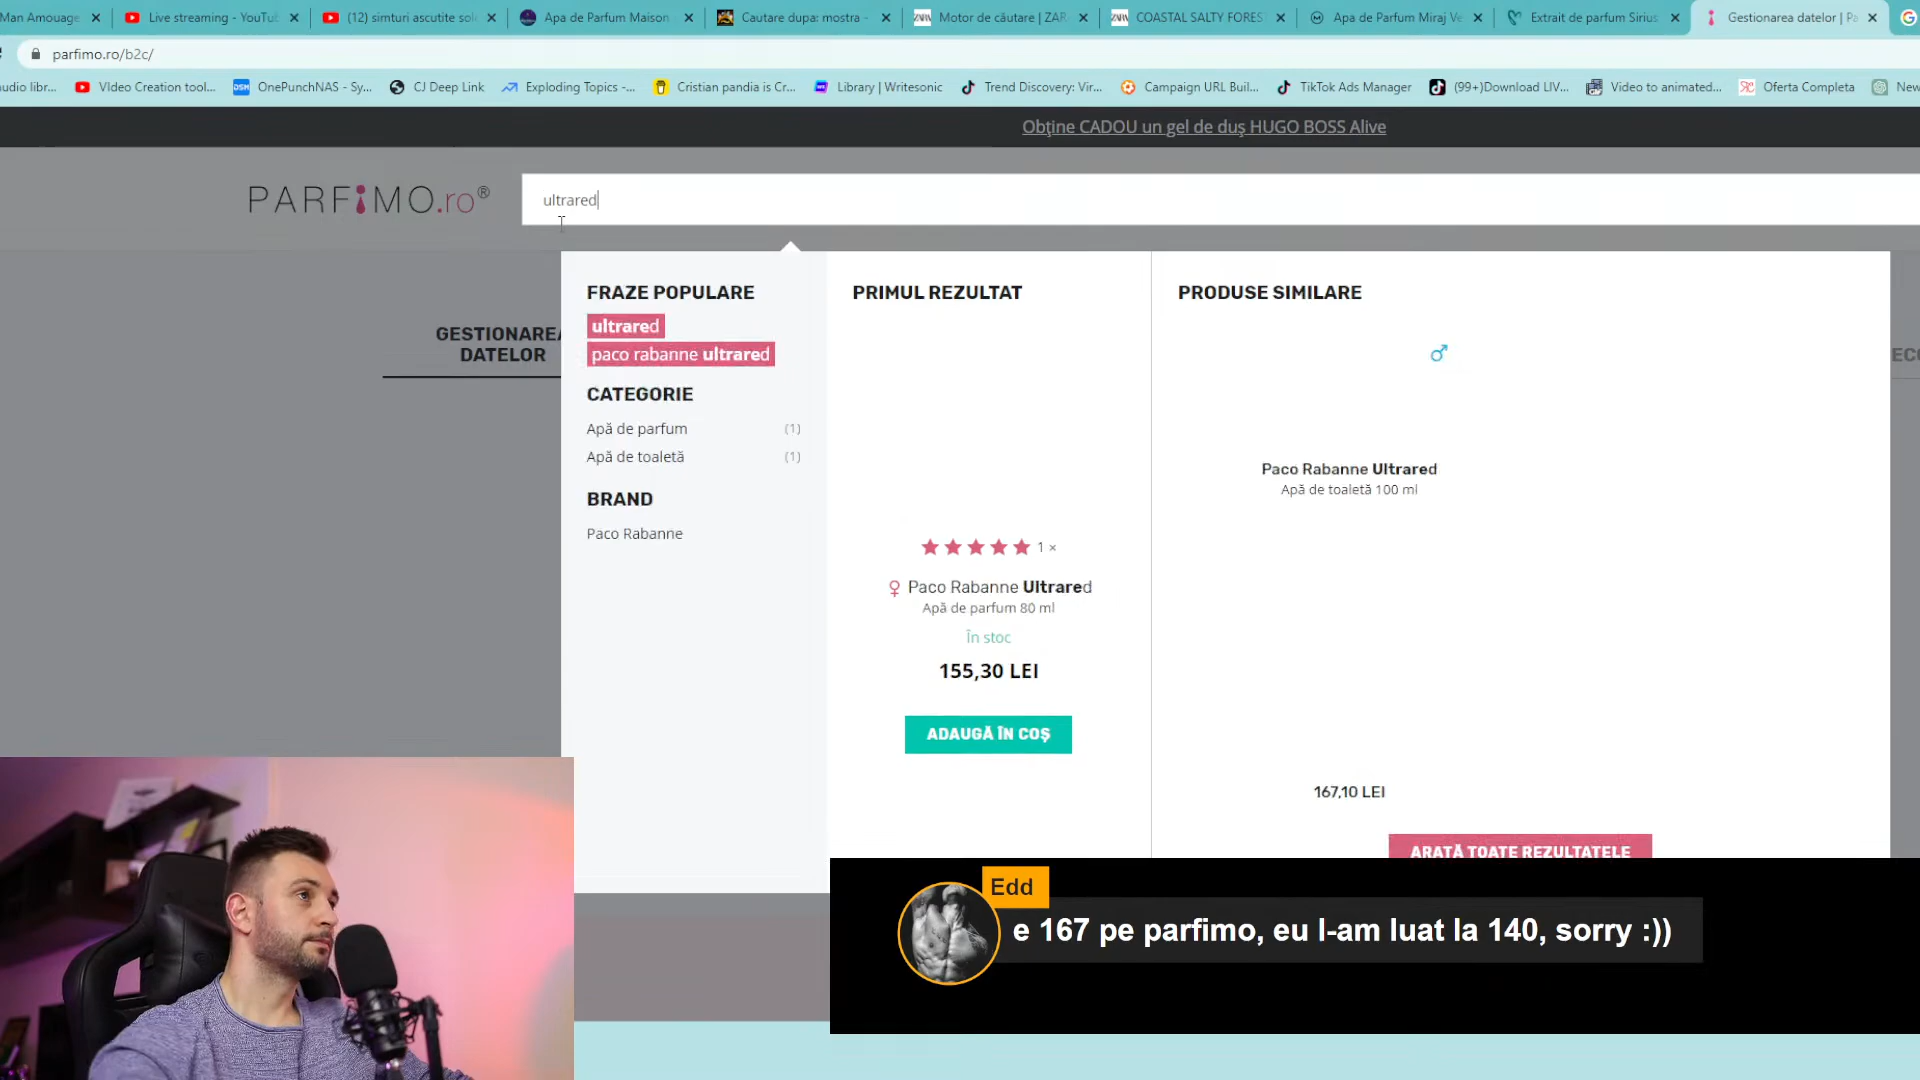 Man Amouage
Live streaming - YouTu
(12) simturi ascutite sol
Apa de Parfum Maison
Cautare dupa: mostra -
Motor de căutare | ZAR
COASTAL SALTY FOREST
Apa de Parfum Miraj Ve
Extrait de parfum Sirius
Gestionarea datelor | Pa
parfimo.ro/b2c/
udio libr...
VIdeo Creation tool...
OnePunchNAS - Sy...
CJ Deep Link
Exploding Topics -...
Cristian pandia is Cr...
Library | Writesonic
Trend Discovery: Vir...
Campaign URL Buil...
TikTok Ads Manager
(99+)Download LIV...
Video to animated...
Oferta Completa
New
Obține CADOU un gel de duș HUGO BOSS Alive
PARFIMO.ro®
ultrared
GESTIONAREA
DATELOR
FRAZE POPULARE
ultrared
paco rabanne ultrared
CATEGORIE
Apă de parfum (1)
Apă de toaletă (1)
BRAND
Paco Rabanne
PRIMUL REZULTAT
1 ×
Paco Rabanne Ultrared
Apă de parfum 80 ml
În stoc
155,30 LEI
ADAUGĂ ÎN COȘ
PRODUSE SIMILARE
Paco Rabanne Ultrared
Apă de toaletă 100 ml
167,10 LEI
ARATĂ TOATE REZULTATELE
ECO
Edd
e 167 pe parfimo, eu l-am luat la 140, sorry :))